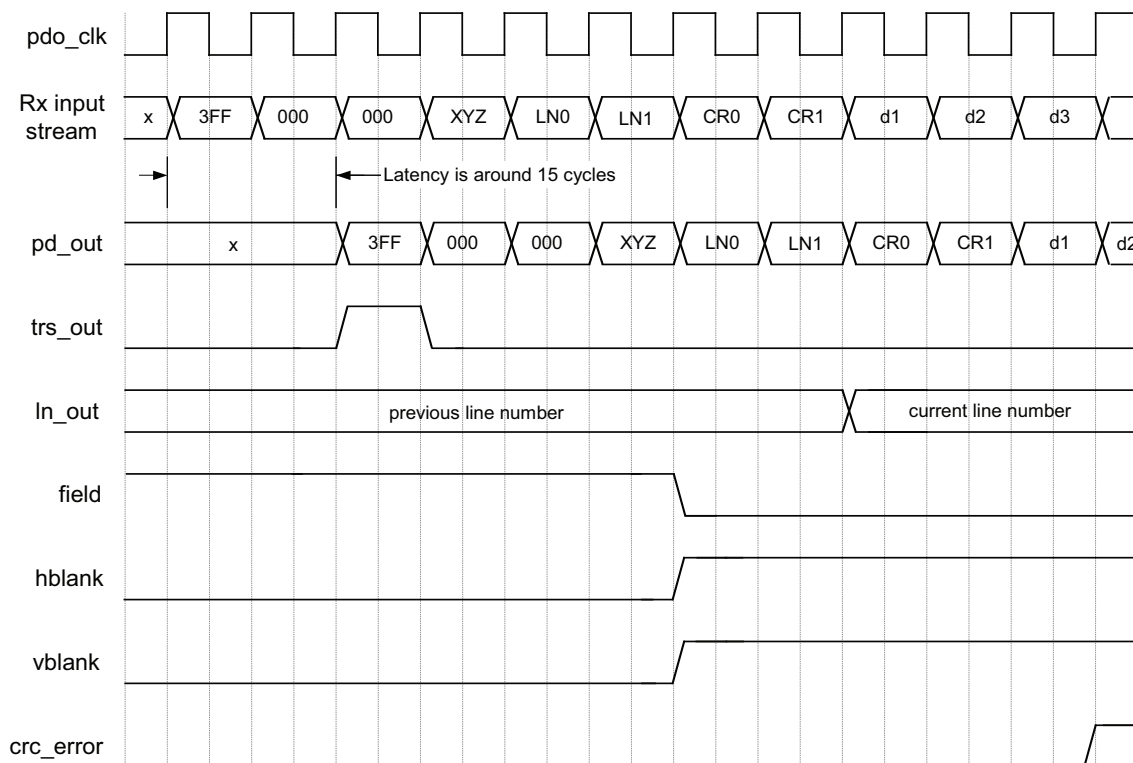 pdo_clk
Rx input
stream
x 3FF 000 000 XYZ LN0 LN1 CR0 CR1 d1 d2 d3
Latency is around 15 cycles
pd_out
x 3FF 000 000 XYZ LN0 LN1 CR0 CR1 d1 d2
trs_out
ln_out
previous line number
current line number
field
hblank
vblank
crc_error